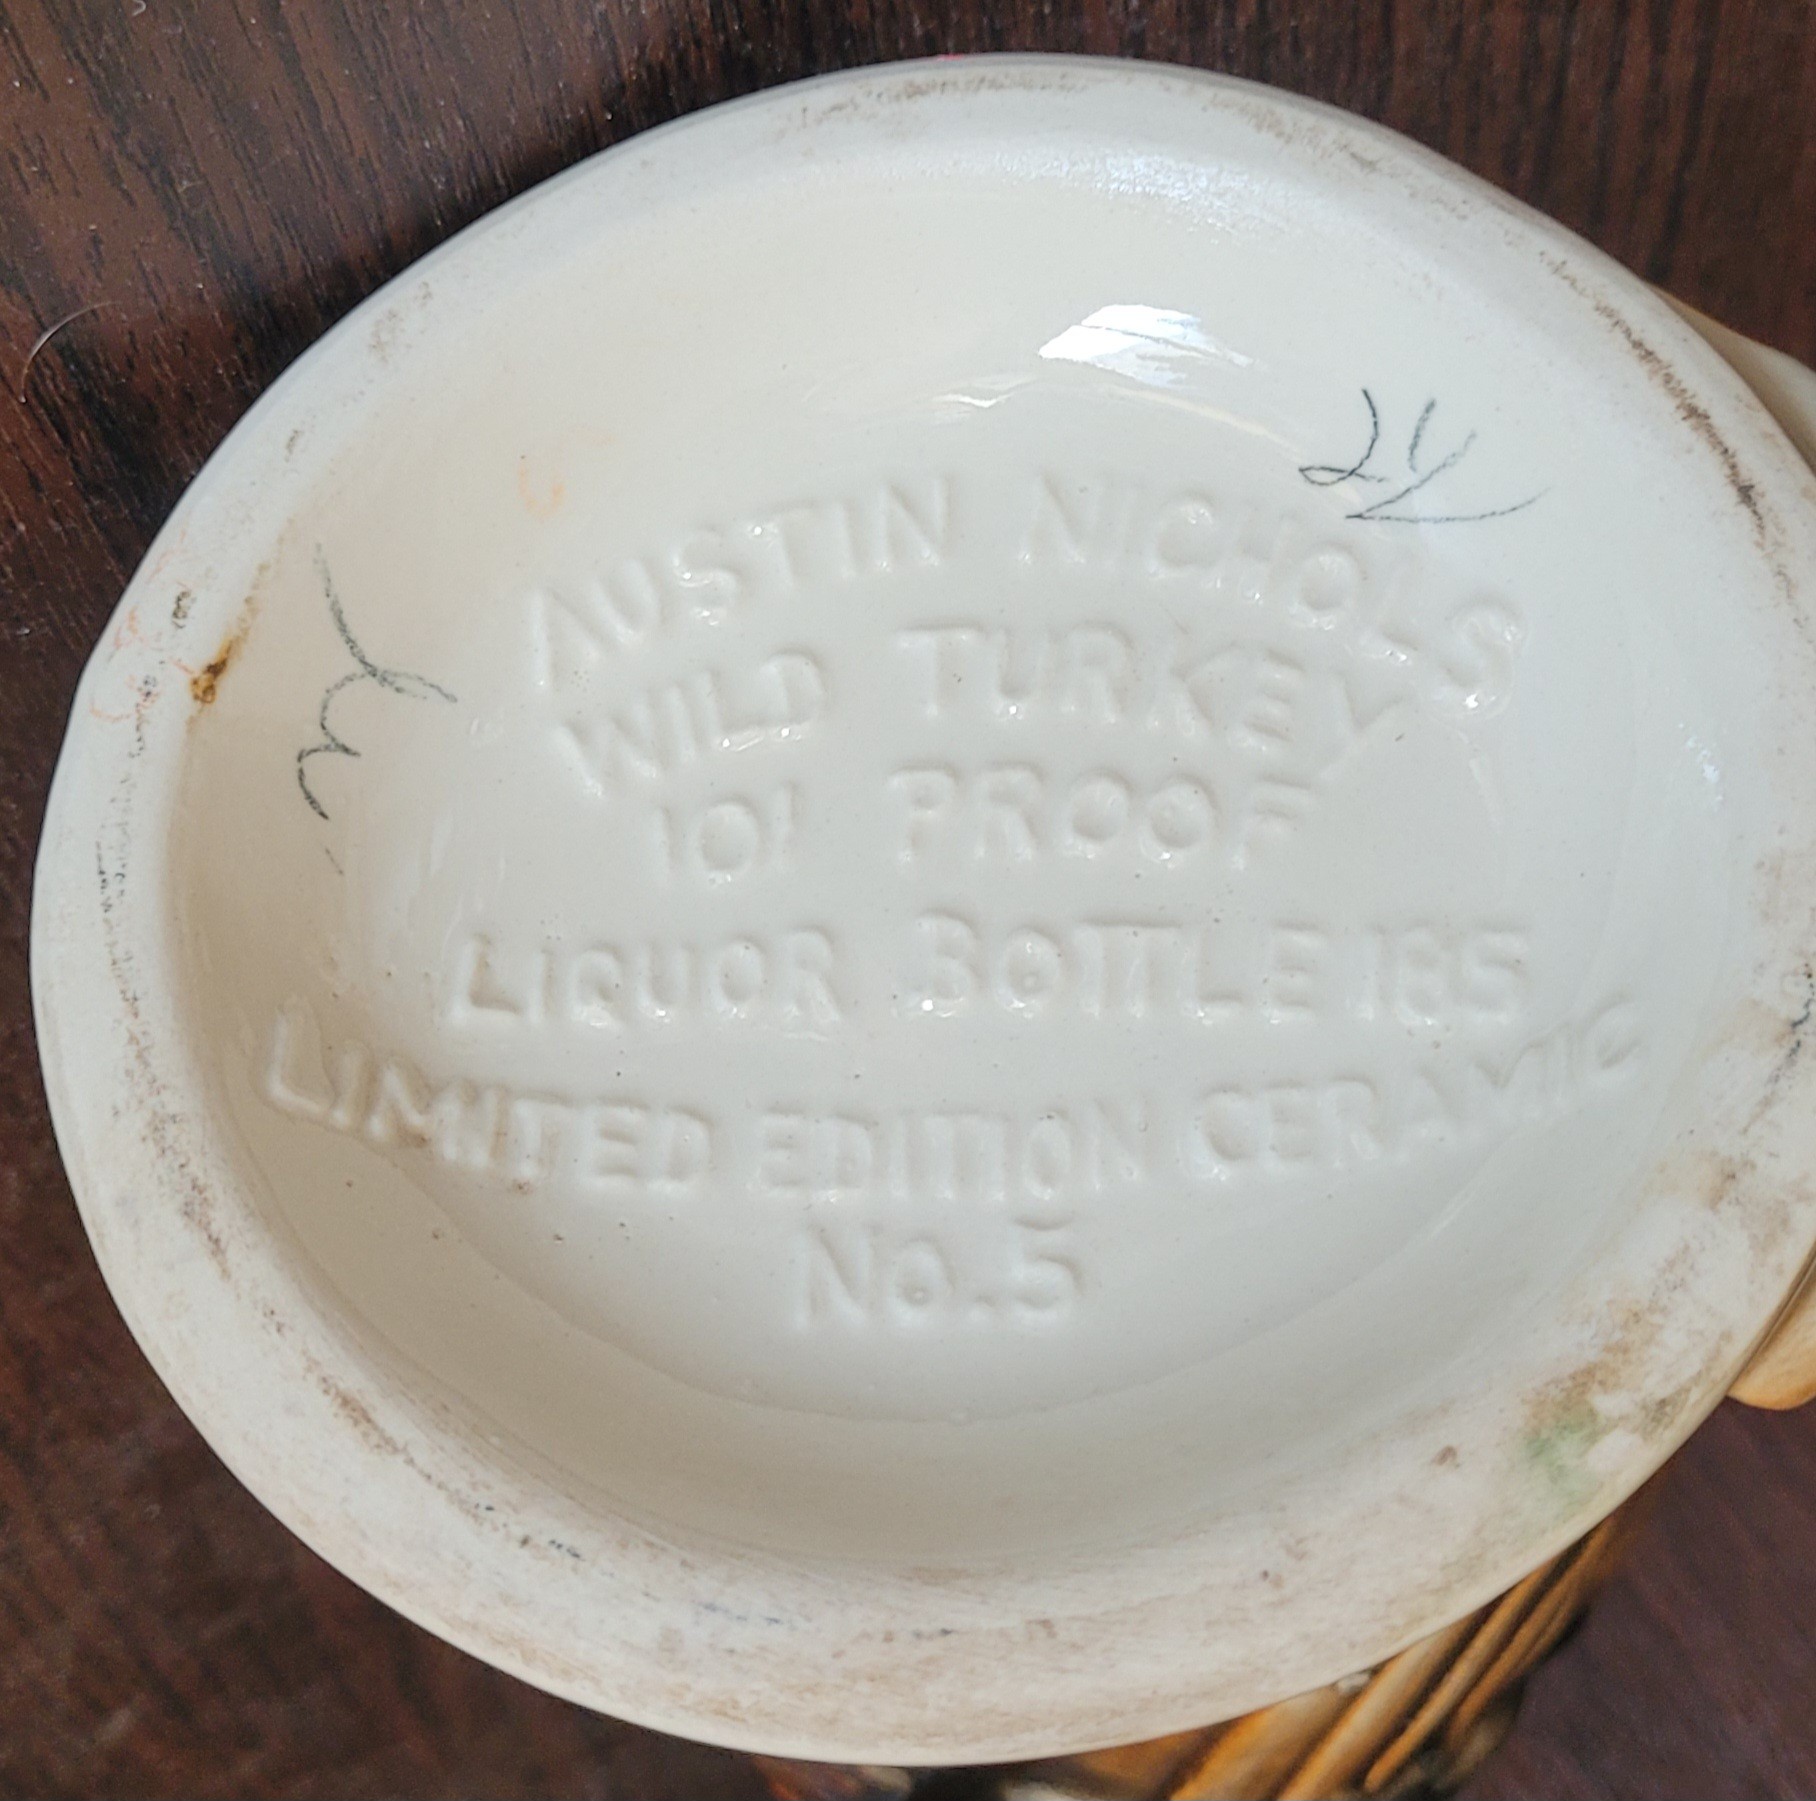 AUSTIN NICHOLS
WILD TURKEY
101 PROOF
LIQUOR BOTTLE 185
LIMITED EDITION CERAMIC
No. 5